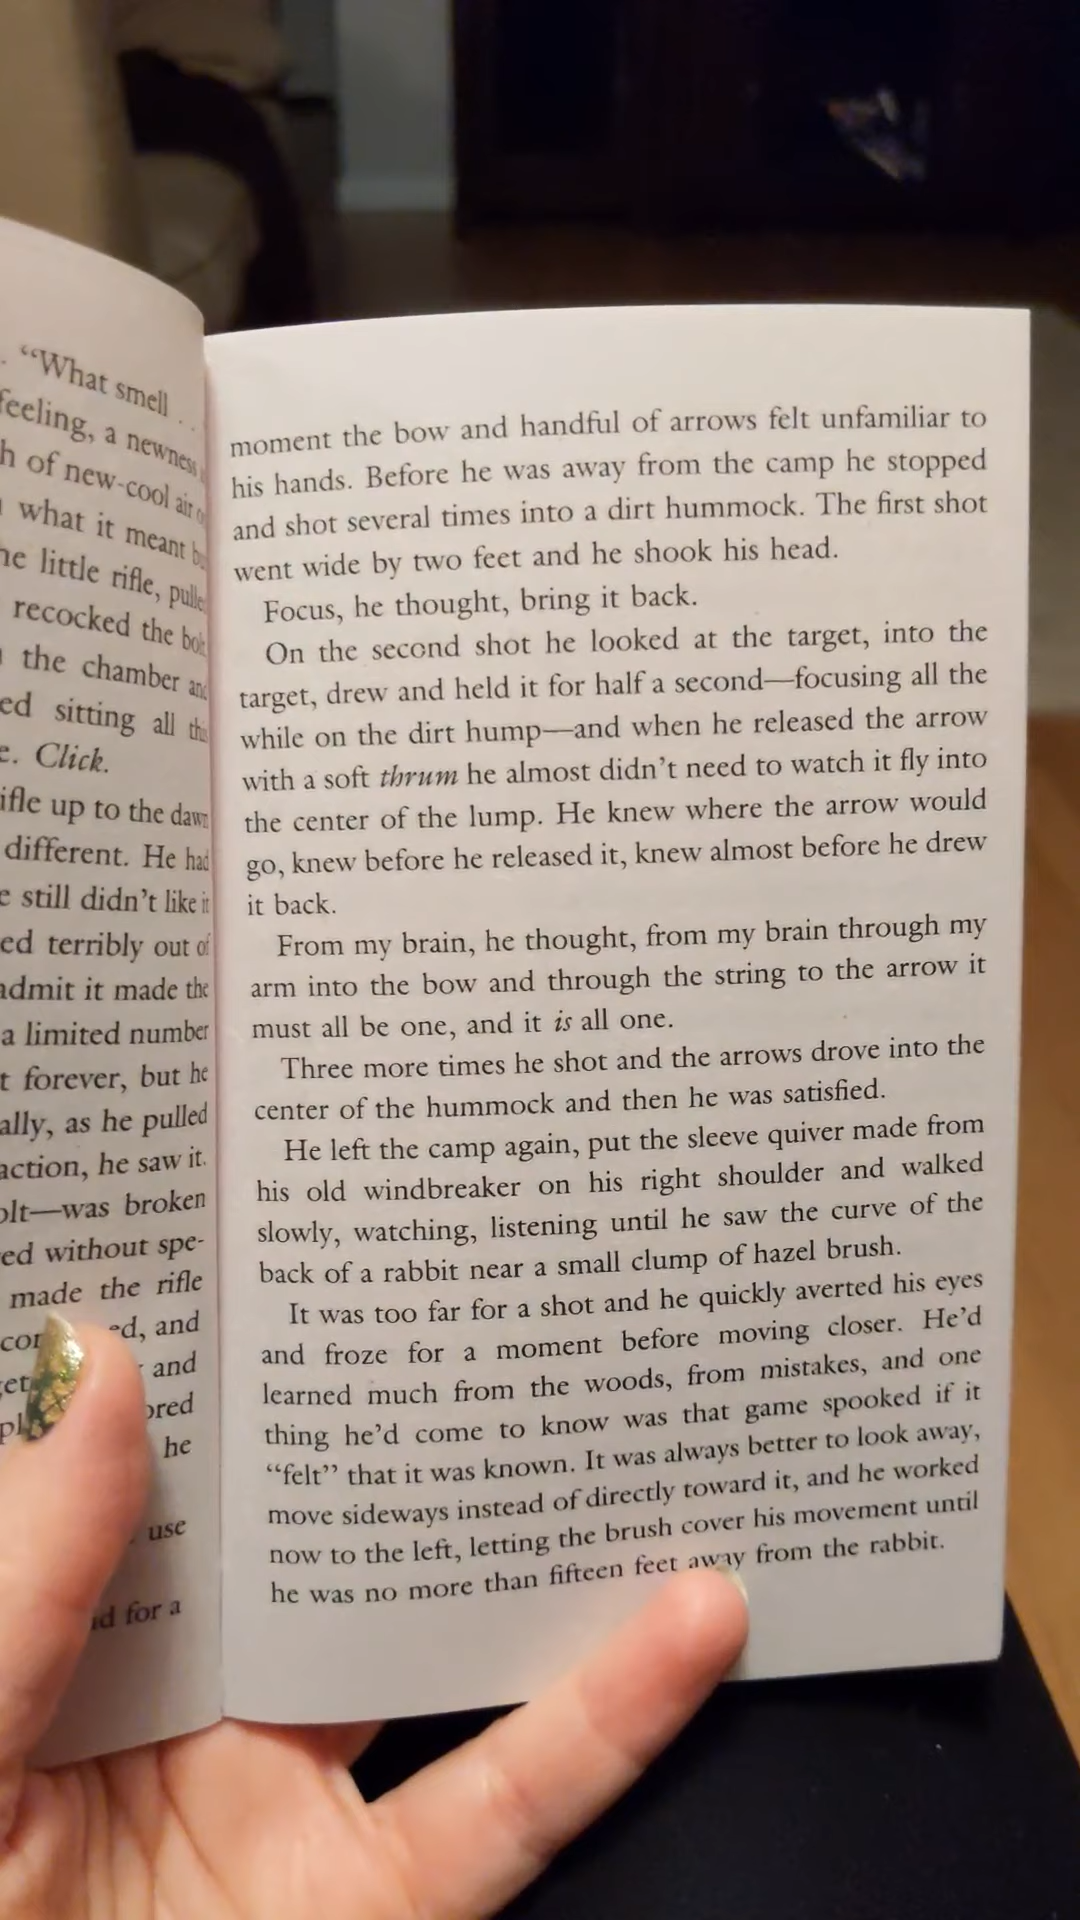 “What smell . .
feeling, a newness
h of new-cool air
what it meant
he little rifle,
recocked the
the chamber
ed sitting all
e. Click.
ifle up to the dawn
different. He had
e still didn’t like it
ed terribly out of
admit it made the
a limited number
t forever, but he
ally, as he pulled
action, he saw it.
olt—was broken
ed without spe-
made the rifle
ed, and
and
ored
he
use
for a
moment the bow and handful of arrows felt unfamiliar to
his hands. Before he was away from the camp he stopped
and shot several times into a dirt hummock. The first shot
went wide by two feet and he shook his head.
Focus, he thought, bring it back.
On the second shot he looked at the target, into the
target, drew and held it for half a second—focusing all the
while on the dirt hump—and when he released the arrow
with a soft thrum he almost didn’t need to watch it fly into
the center of the lump. He knew where the arrow would
go, knew before he released it, knew almost before he drew
it back.
From my brain, he thought, from my brain through my
arm into the bow and through the string to the arrow it
must all be one, and it is all one.
Three more times he shot and the arrows drove into the
center of the hummock and then he was satisfied.
He left the camp again, put the sleeve quiver made from
his old windbreaker on his right shoulder and walked
slowly, watching, listening until he saw the curve of the
back of a rabbit near a small clump of hazel brush.
It was too far for a shot and he quickly averted his eyes
and froze for a moment before moving closer. He’d
learned much from the woods, from mistakes, and one
thing he’d come to know was that game spooked if it
“felt” that it was known. It was always better to look away,
move sideways instead of directly toward it, and he worked
now to the left, letting the brush cover his movement until
he was no more than fifteen feet away from the rabbit.